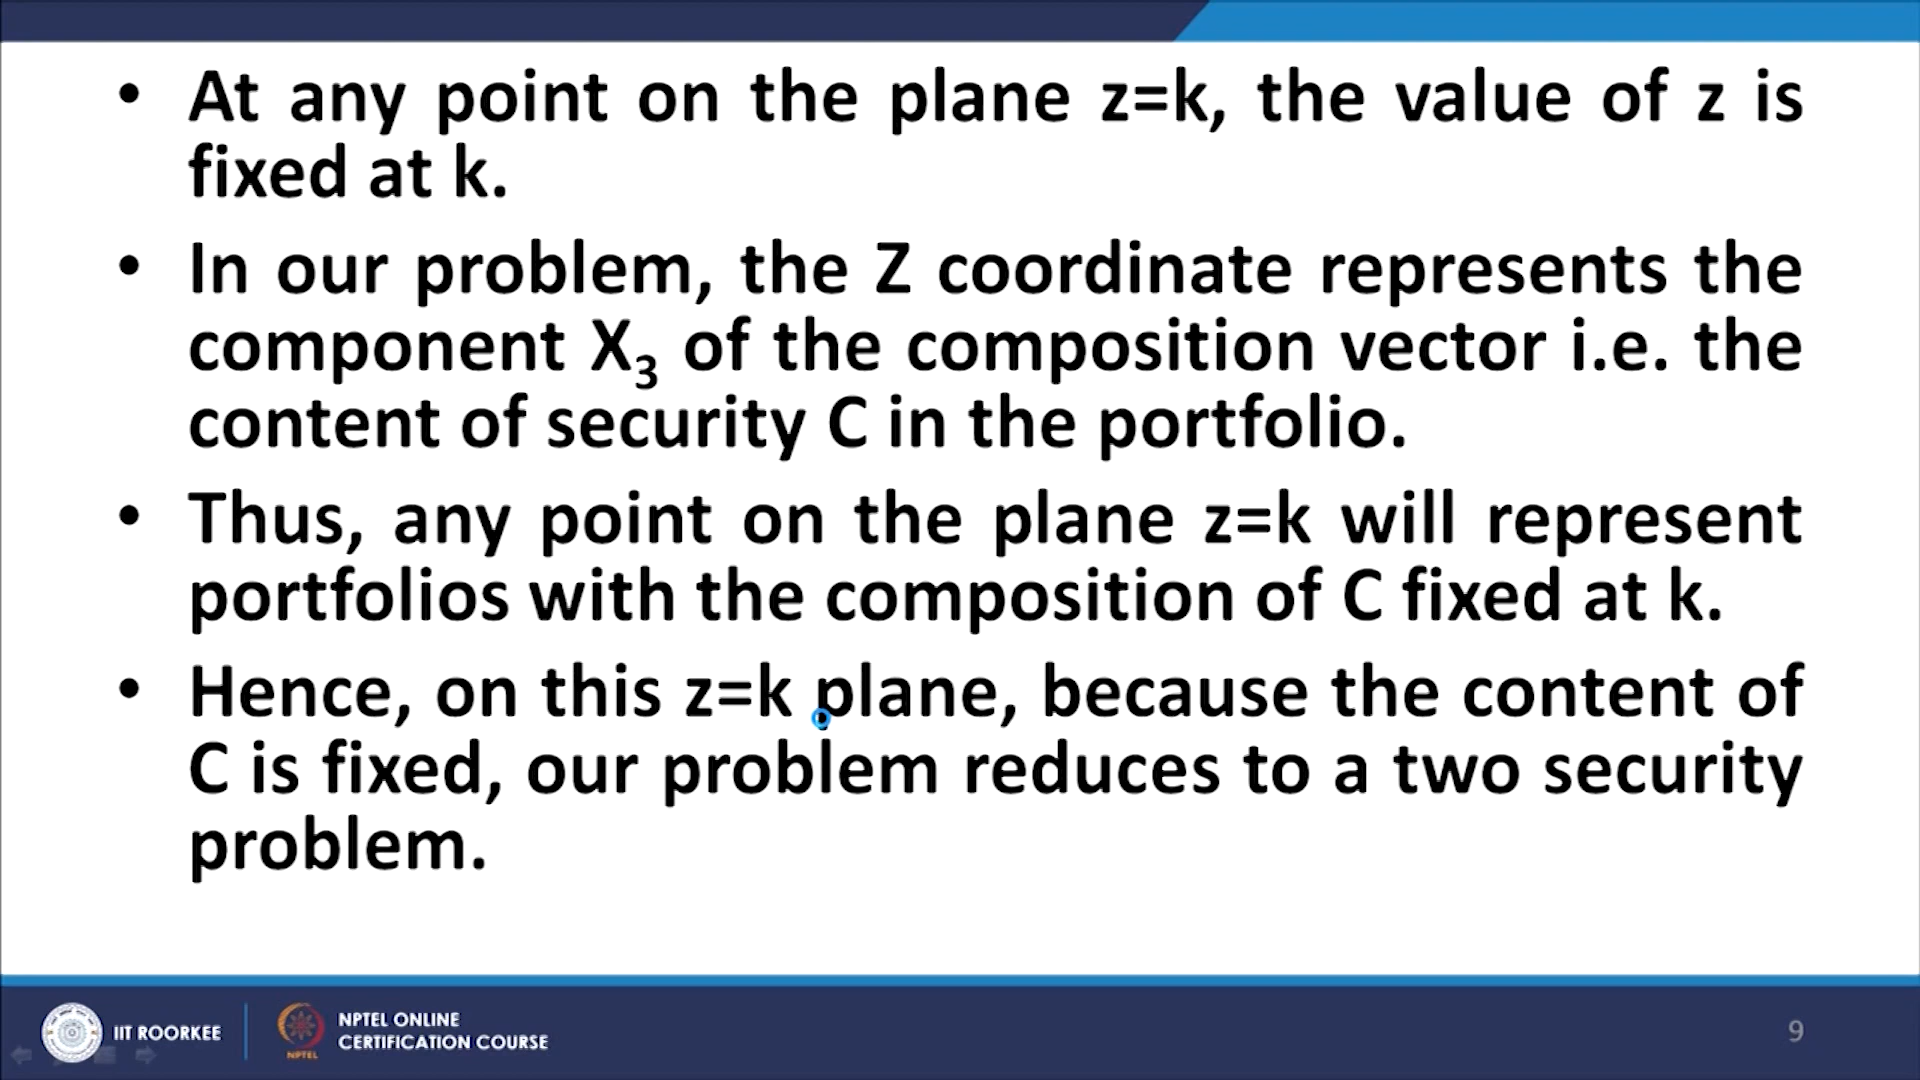 • At any point on the plane z=k, the value of z is
fixed at k.
• In our problem, the Z coordinate represents the
component X₃ of the composition vector i.e. the
content of security C in the portfolio.
• Thus, any point on the plane z=k will represent
portfolios with the composition of C fixed at k.
• Hence, on this z=k plane, because the content of
C is fixed, our problem reduces to a two security
problem.
IIT ROORKEE
NPTEL
NPTEL ONLINE
CERTIFICATION COURSE
9